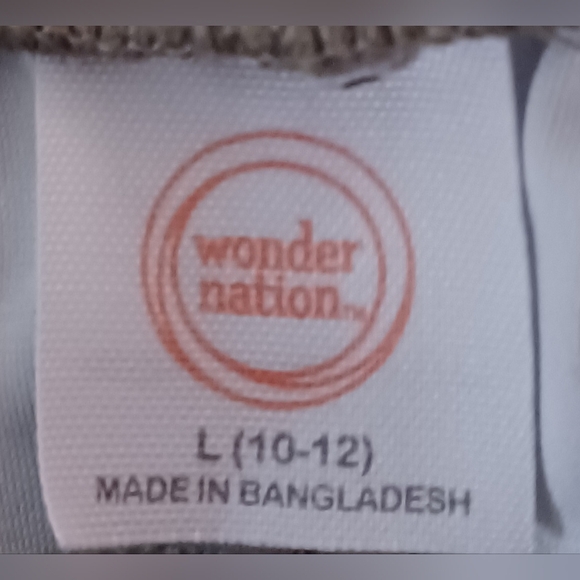 wonder
nation™
L (10-12)
MADE IN BANGLADESH